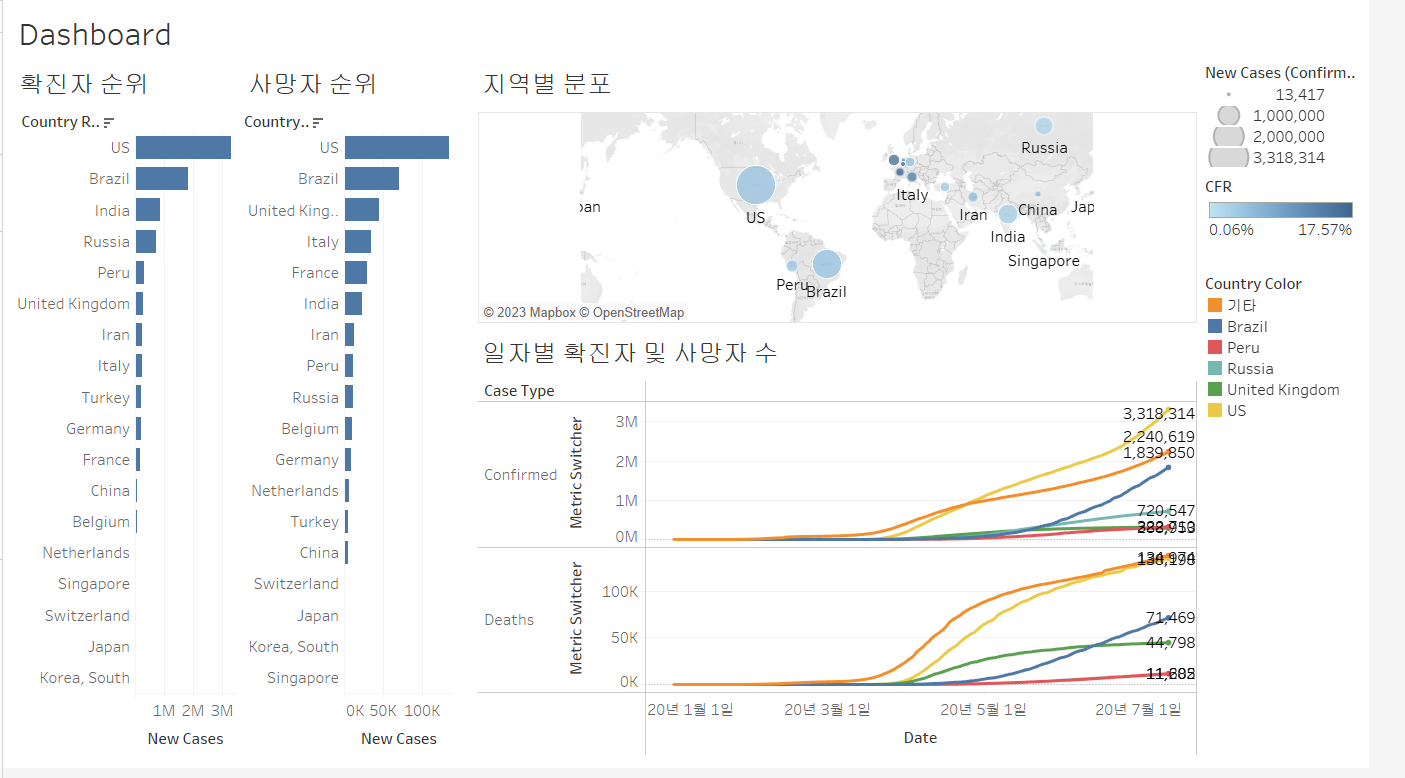 Dashboard
확진자 순위
Country R..
US
Brazil
India
Russia
Peru
United Kingdom
Iran
Italy
Turkey
Germany
France
China
Belgium
Netherlands
Singapore
Switzerland
Japan
Korea, South
1M 2M 3M
New Cases
사망자 순위
Country..
US
Brazil
United King..
Italy
France
India
Iran
Peru
Russia
Belgium
Germany
Netherlands
Turkey
China
Switzerland
Japan
Korea, South
Singapore
0K 50K 100K
New Cases
지역별 분포
Russia
pan
Italy
US
Iran
China
Jap
India
Singapore
Peru
Brazil
© 2023 Mapbox © OpenStreetMap
일자별 확진자 및 사망자 수
Case Type
Confirmed
Metric Switcher
3M
2M
1M
0M
3,318,314
2,240,619
1,839,850
720,547
Deaths
Metric Switcher
100K
50K
0K
71,469
44,798
20년 1월 1일
20년 3월 1일
20년 5월 1일
20년 7월 1일
Date
New Cases (Confirm..
13,417
1,000,000
2,000,000
3,318,314
CFR
0.06%
17.57%
Country Color
기타
Brazil
Peru
Russia
United Kingdom
US